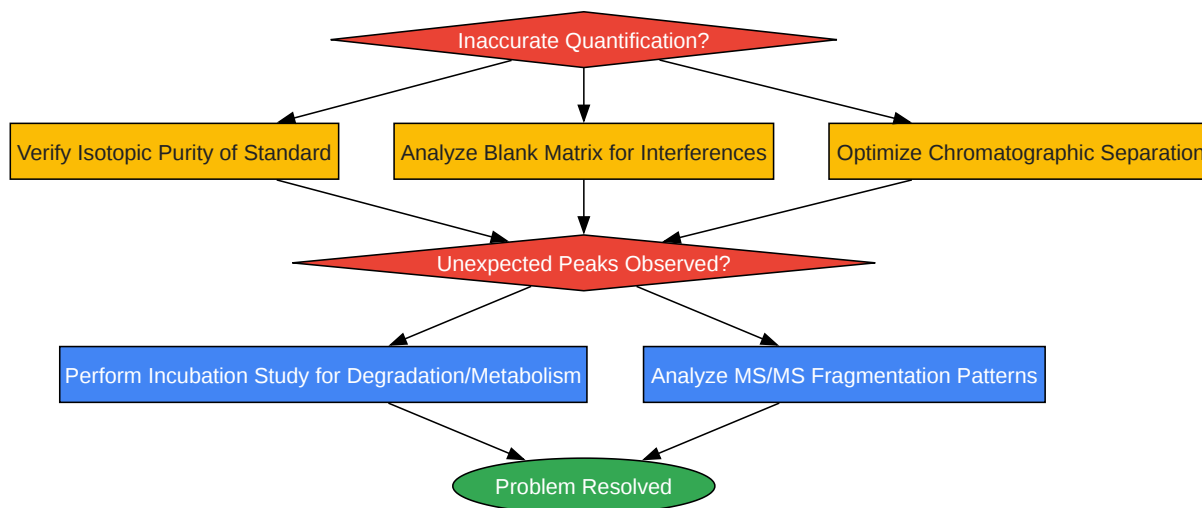 Inaccurate Quantification?
Verify Isotopic Purity of Standard
Analyze Blank Matrix for Interferences
Optimize Chromatographic Separation
Unexpected Peaks Observed?
Perform Incubation Study for Degradation/Metabolism
Analyze MS/MS Fragmentation Patterns
Problem Resolved